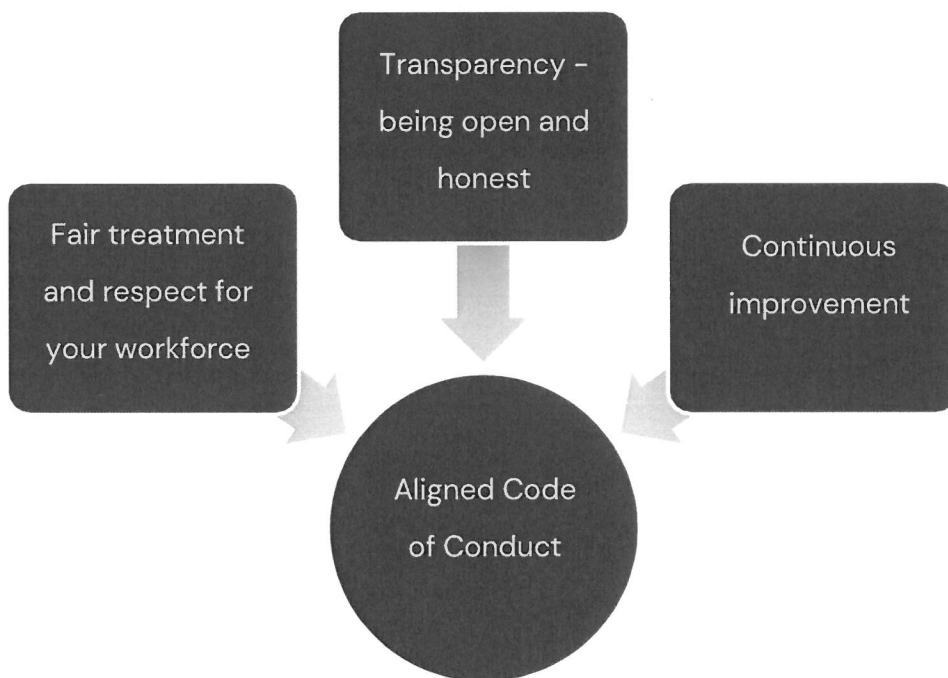 Transparency –
being open and
honest
Fair treatment
and respect for
your workforce
Continuous
improvement
Aligned Code
of Conduct